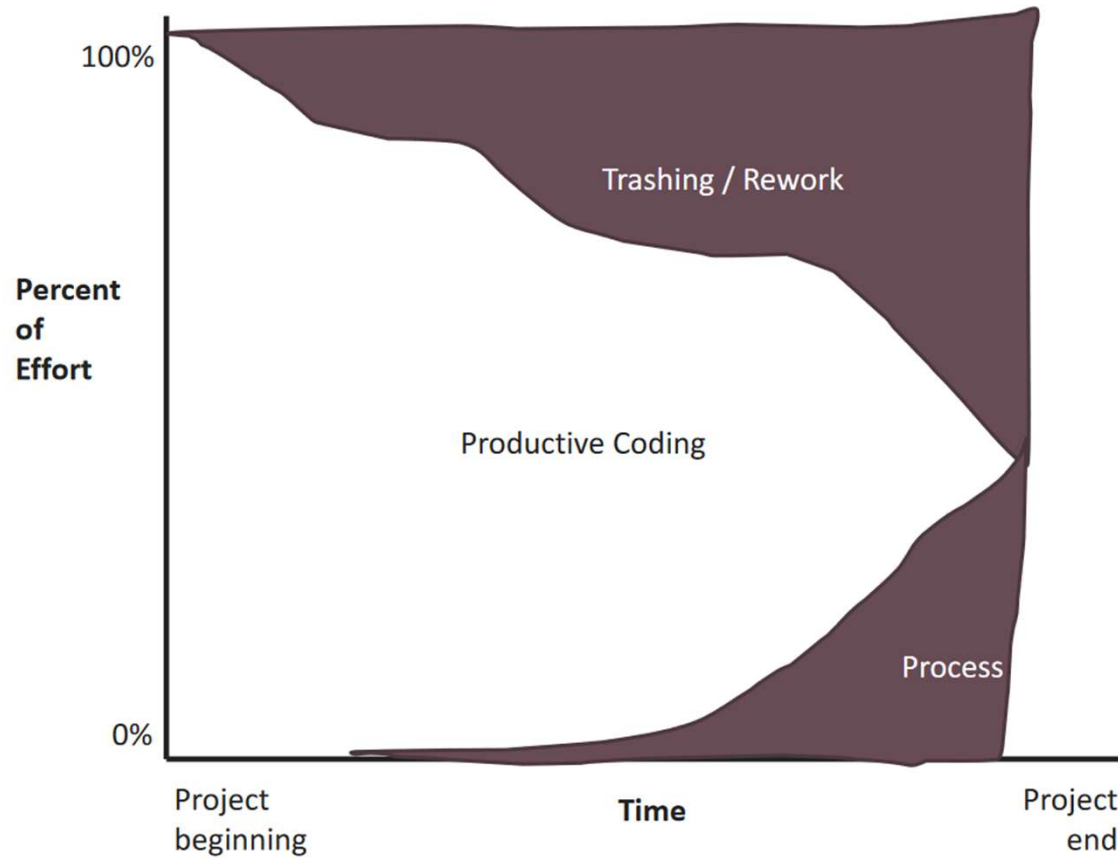 100%
Trashing / Rework
Percent
of
Effort
Productive Coding
Process
0%
Project
beginning
Time
Project
end